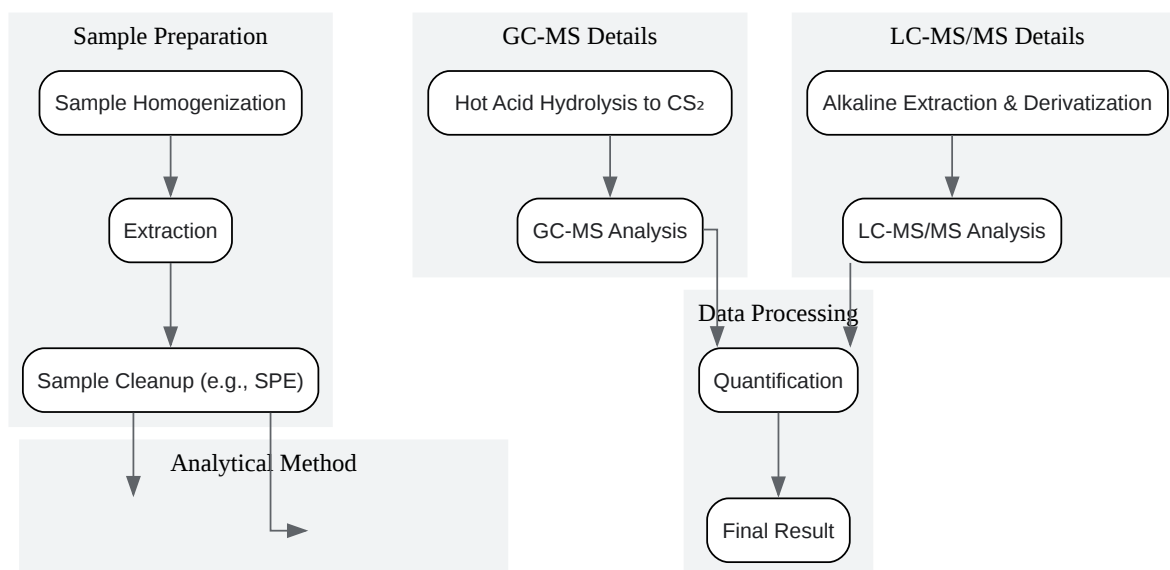 Sample Preparation
Sample Homogenization
Extraction
Sample Cleanup (e.g., SPE)
Analytical Method
GC-MS Details
Hot Acid Hydrolysis to CS₂
GC-MS Analysis
LC-MS/MS Details
Alkaline Extraction & Derivatization
LC-MS/MS Analysis
Data Processing
Quantification
Final Result